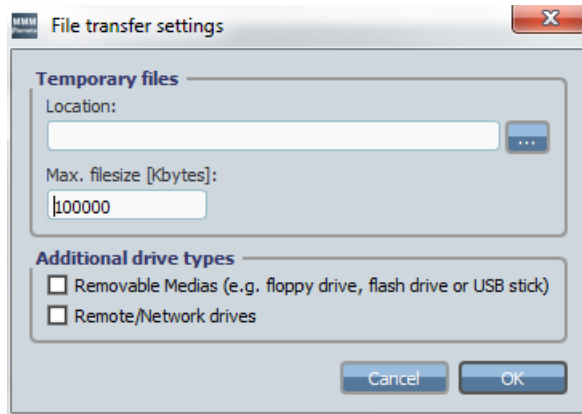 MMM
Remote
File transfer settings
X
Temporary files
Location:
...
Max. filesize [Kbytes]:
100000
Additional drive types
Removable Medias (e.g. floppy drive, flash drive or USB stick)
Remote/Network drives
Cancel
OK